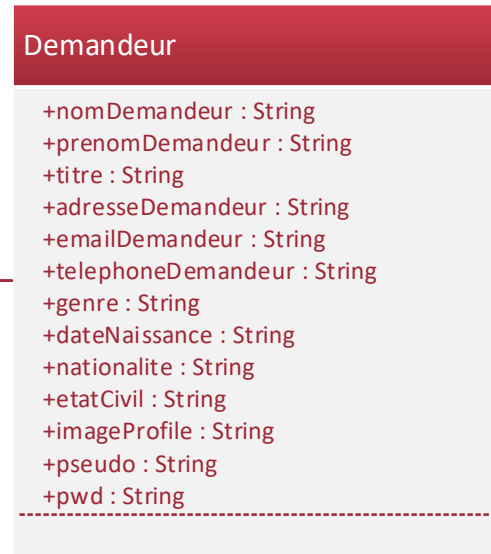 Demandeur
+nomDemandeur : String
+prenomDemandeur : String
+titre : String
+adresseDemandeur : String
+emailDemandeur : String
+telephoneDemandeur : String
+genre : String
+dateNaissance : String
+nationalite : String
+etatCivil : String
+imageProfile : String
+pseudo : String
+pwd : String